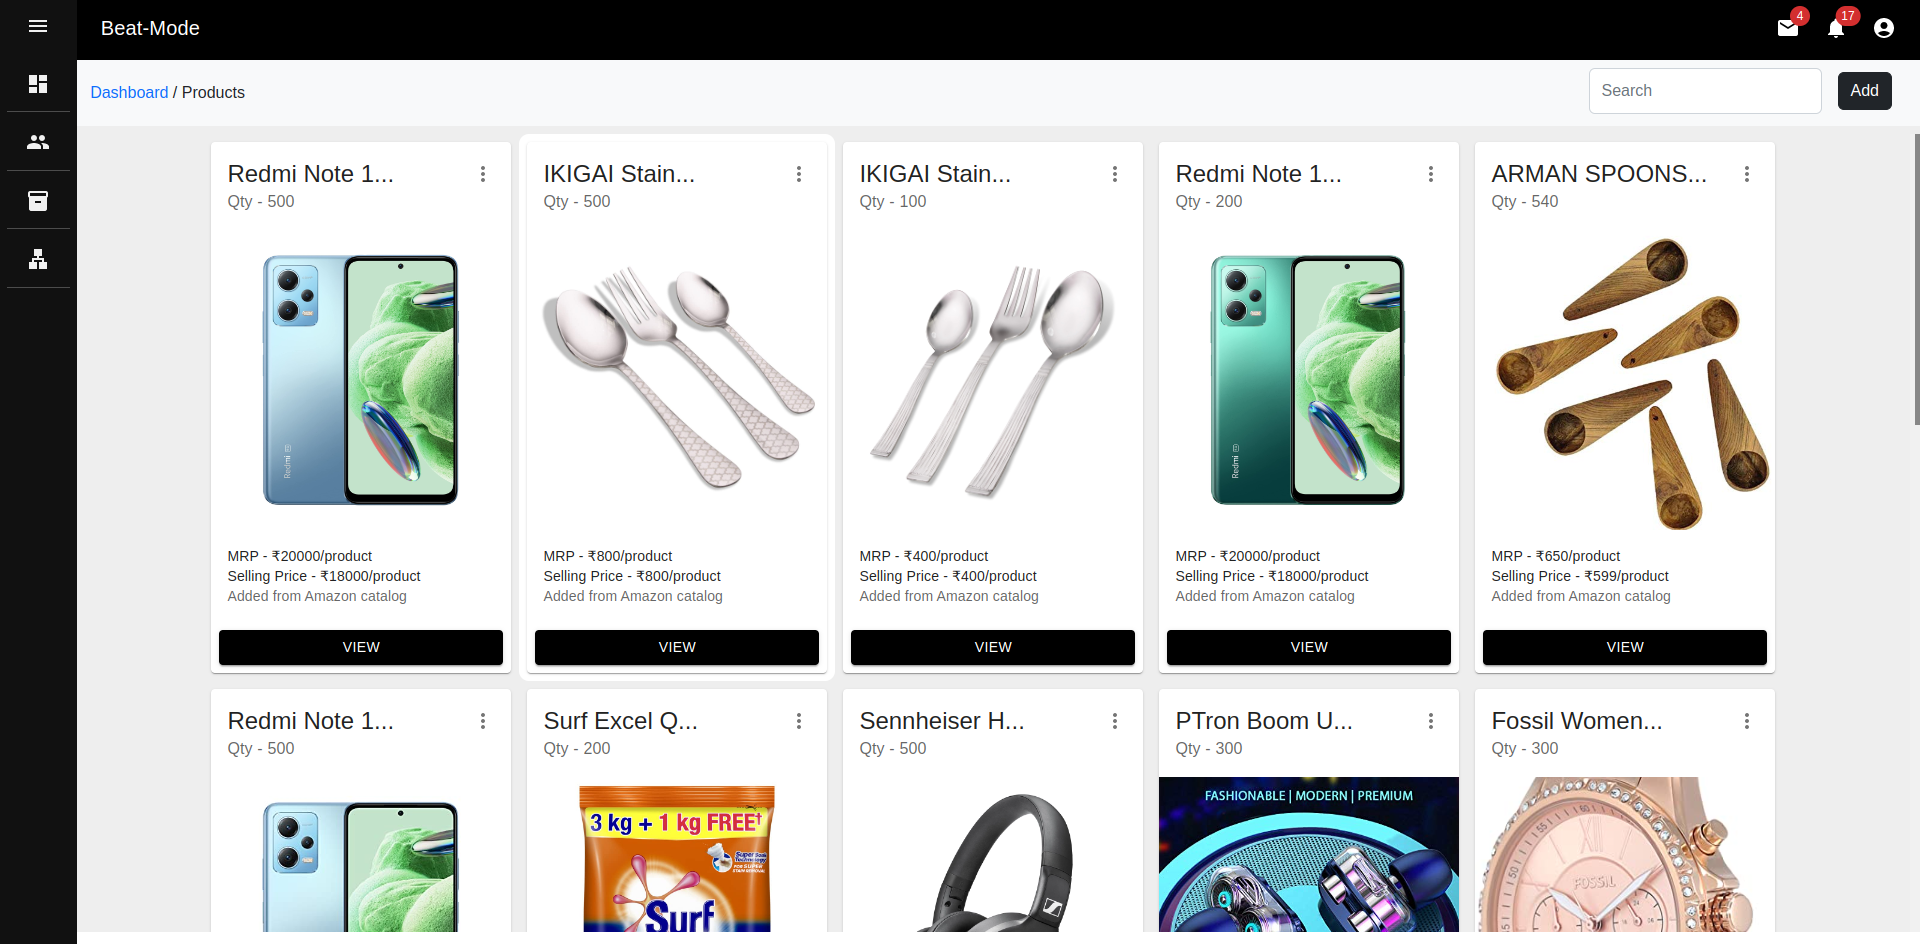 Beat-Mode
4
17
Dashboard / Products
Search
Add
Redmi Note 1...
Qty - 500
Redmi
MRP - ₹20000/product
Selling Price - ₹18000/product
Added from Amazon catalog
VIEW
IKIGAI Stain...
Qty - 500
MRP - ₹800/product
Selling Price - ₹800/product
Added from Amazon catalog
VIEW
IKIGAI Stain...
Qty - 100
MRP - ₹400/product
Selling Price - ₹400/product
Added from Amazon catalog
VIEW
Redmi Note 1...
Qty - 200
Redmi
MRP - ₹20000/product
Selling Price - ₹18000/product
Added from Amazon catalog
VIEW
ARMAN SPOONS...
Qty - 540
MRP - ₹650/product
Selling Price - ₹599/product
Added from Amazon catalog
VIEW
Redmi Note 1...
Qty - 500
Surf Excel Q...
Qty - 200
3 kg + 1 kg FREE†
Surf
Sennheiser H...
Qty - 500
PTron Boom U...
Qty - 300
FASHIONABLE | MODERN | PREMIUM
Fossil Women...
Qty - 300
60
55
50
XII
FOSSIL